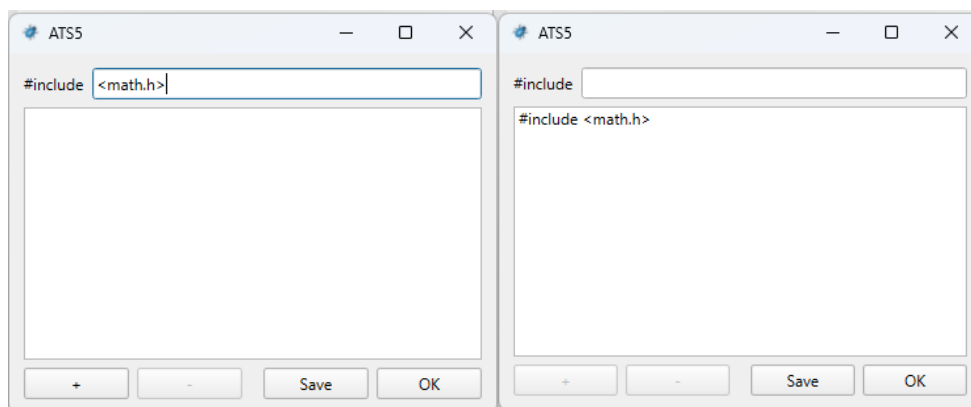 ATS5
#include <math.h>
+ - Save OK
ATS5
#include
#include <math.h>
+ - Save OK